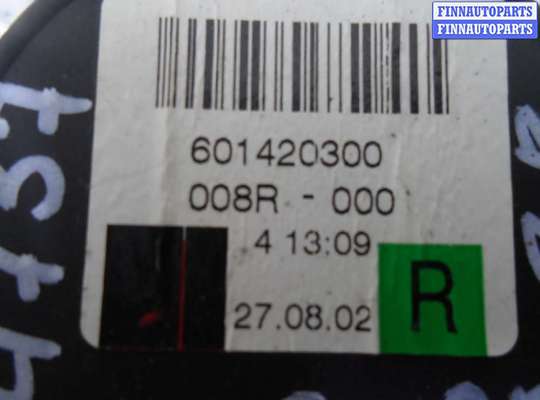 FINNAUTOPARTS
FINNAUTOPARTS
601420300
008R - 000
4 13:09
27.08.02
R